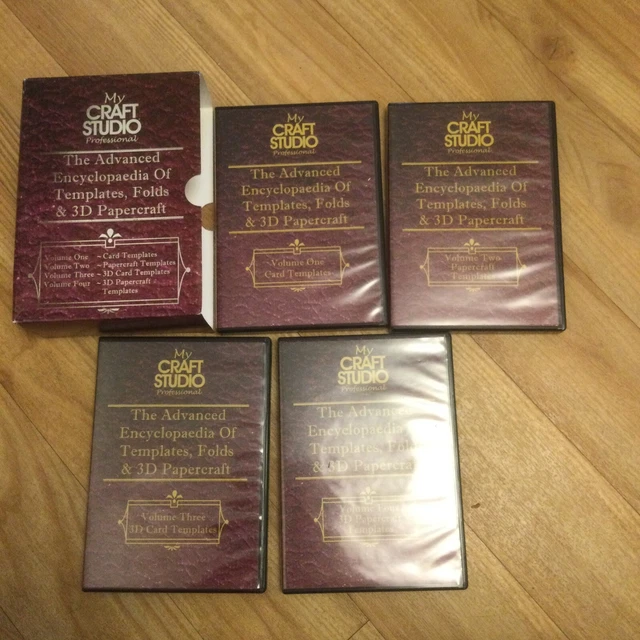 My
CRAFT
STUDIO
Professional
The Advanced
Encyclopaedia Of
Templates, Folds
& 3D Papercraft
Volume One - Card Templates
Volume Two - Papercraft Templates
Volume Three - 3D Card Templates
Volume Four - 3D Papercraft
Templates
My
CRAFT
STUDIO
Professional
The Advanced
Encyclopaedia Of
Templates, Folds
& 3D Papercraft
Volume One
Card Templates
My
CRAFT
STUDIO
Professional
The Advanced
Encyclopaedia Of
Templates, Folds
& 3D Papercraft
Volume Two
Papercraft
Templates
My
CRAFT
STUDIO
Professional
The Advanced
Encyclopaedia Of
Templates, Folds
& 3D Papercraft
Volume Three
3D Card Templates
My
CRAFT
STUDIO
Professional
The Advanced
Encyclopaedia Of
Templates, Folds
& 3D Papercraft